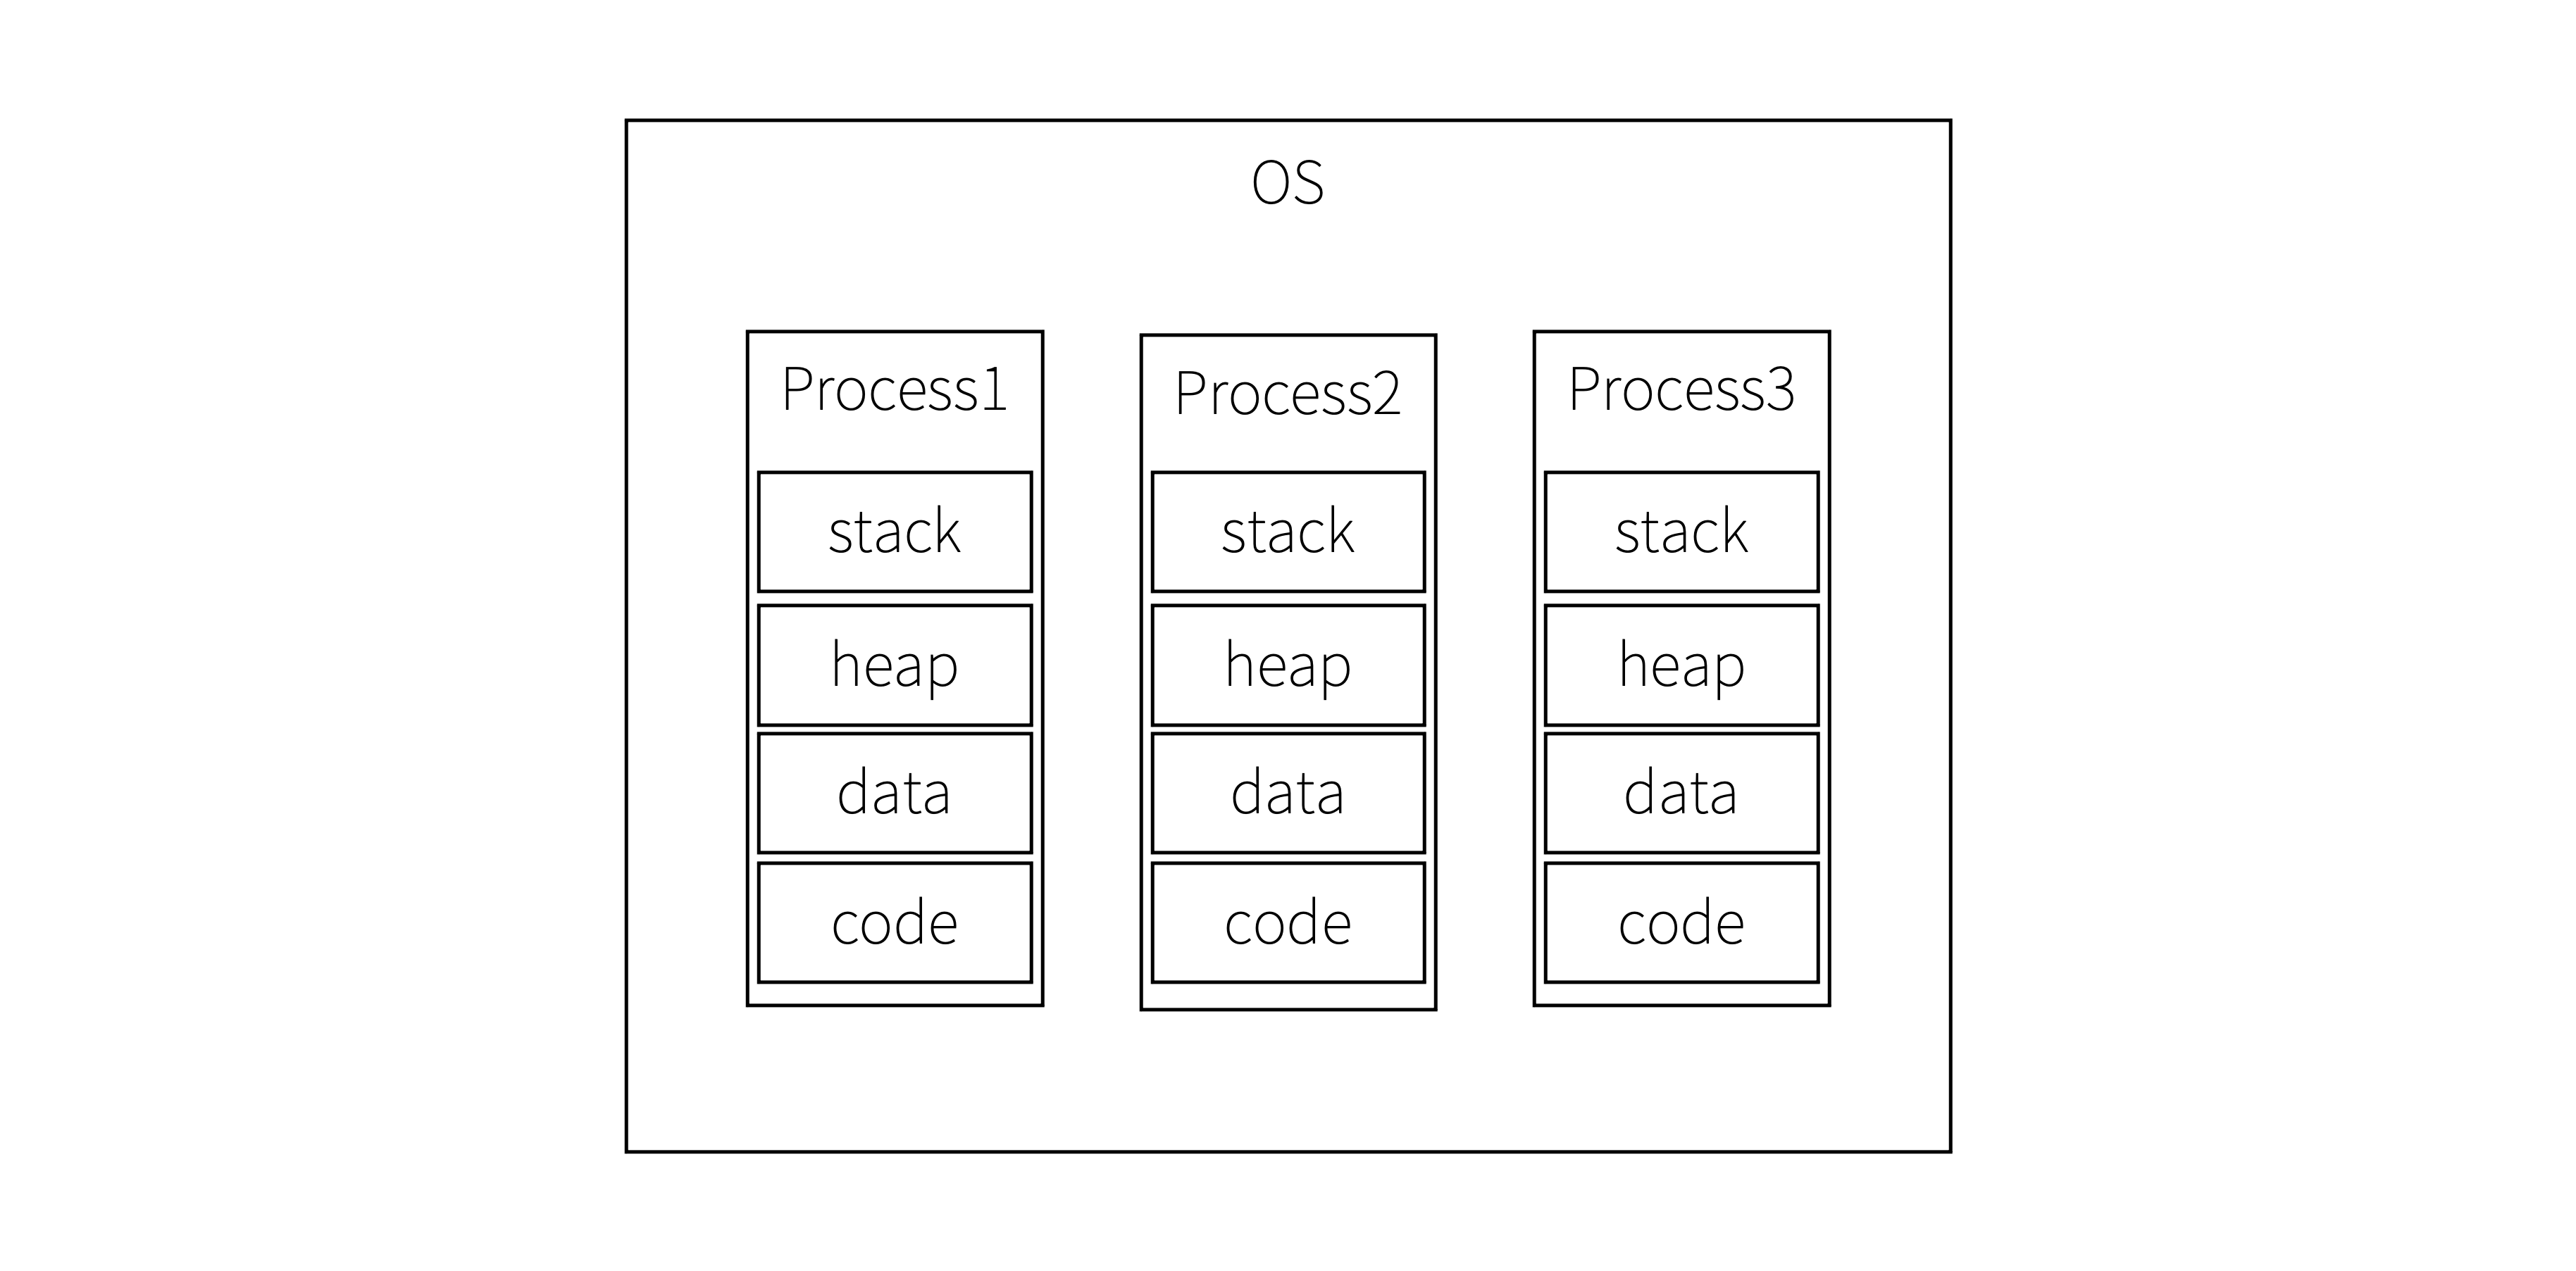 OS
Process1
stack
heap
data
code
Process2
stack
heap
data
code
Process3
stack
heap
data
code